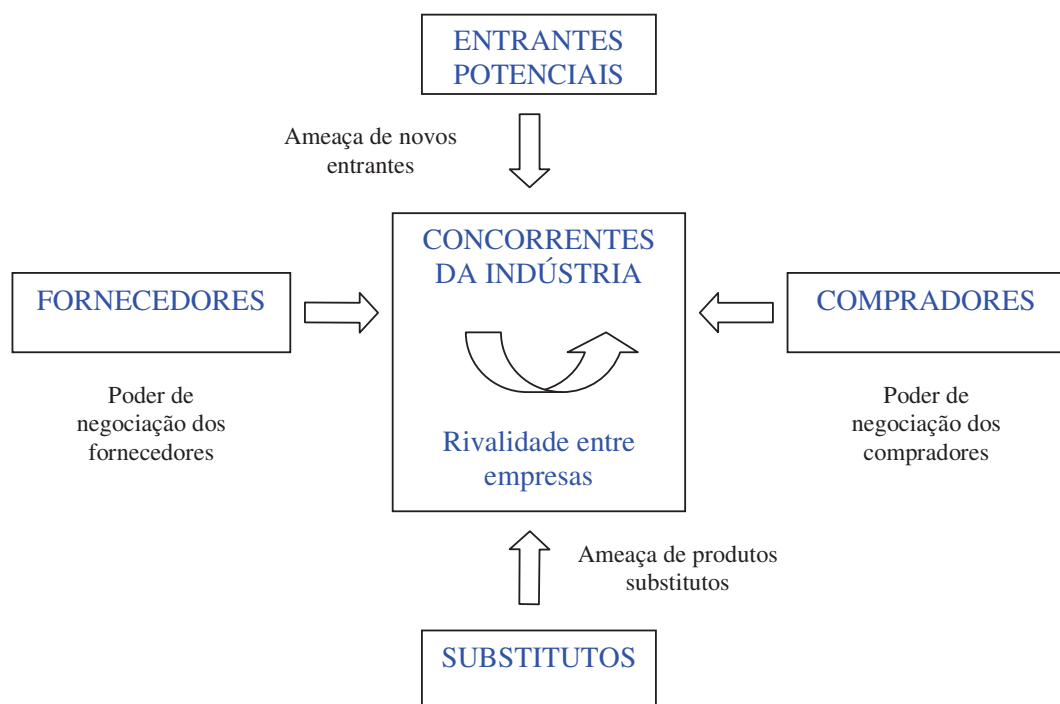 ENTRANTES
POTENCIAIS
Ameaça de novos
entrantes
CONCORRENTES
DA INDÚSTRIA
FORNECEDORES
COMPRADORES
Poder de
negociação dos
fornecedores
Rivalidade entre
empresas
Poder de
negociação dos
compradores
Ameaça de produtos
substitutos
SUBSTITUTOS